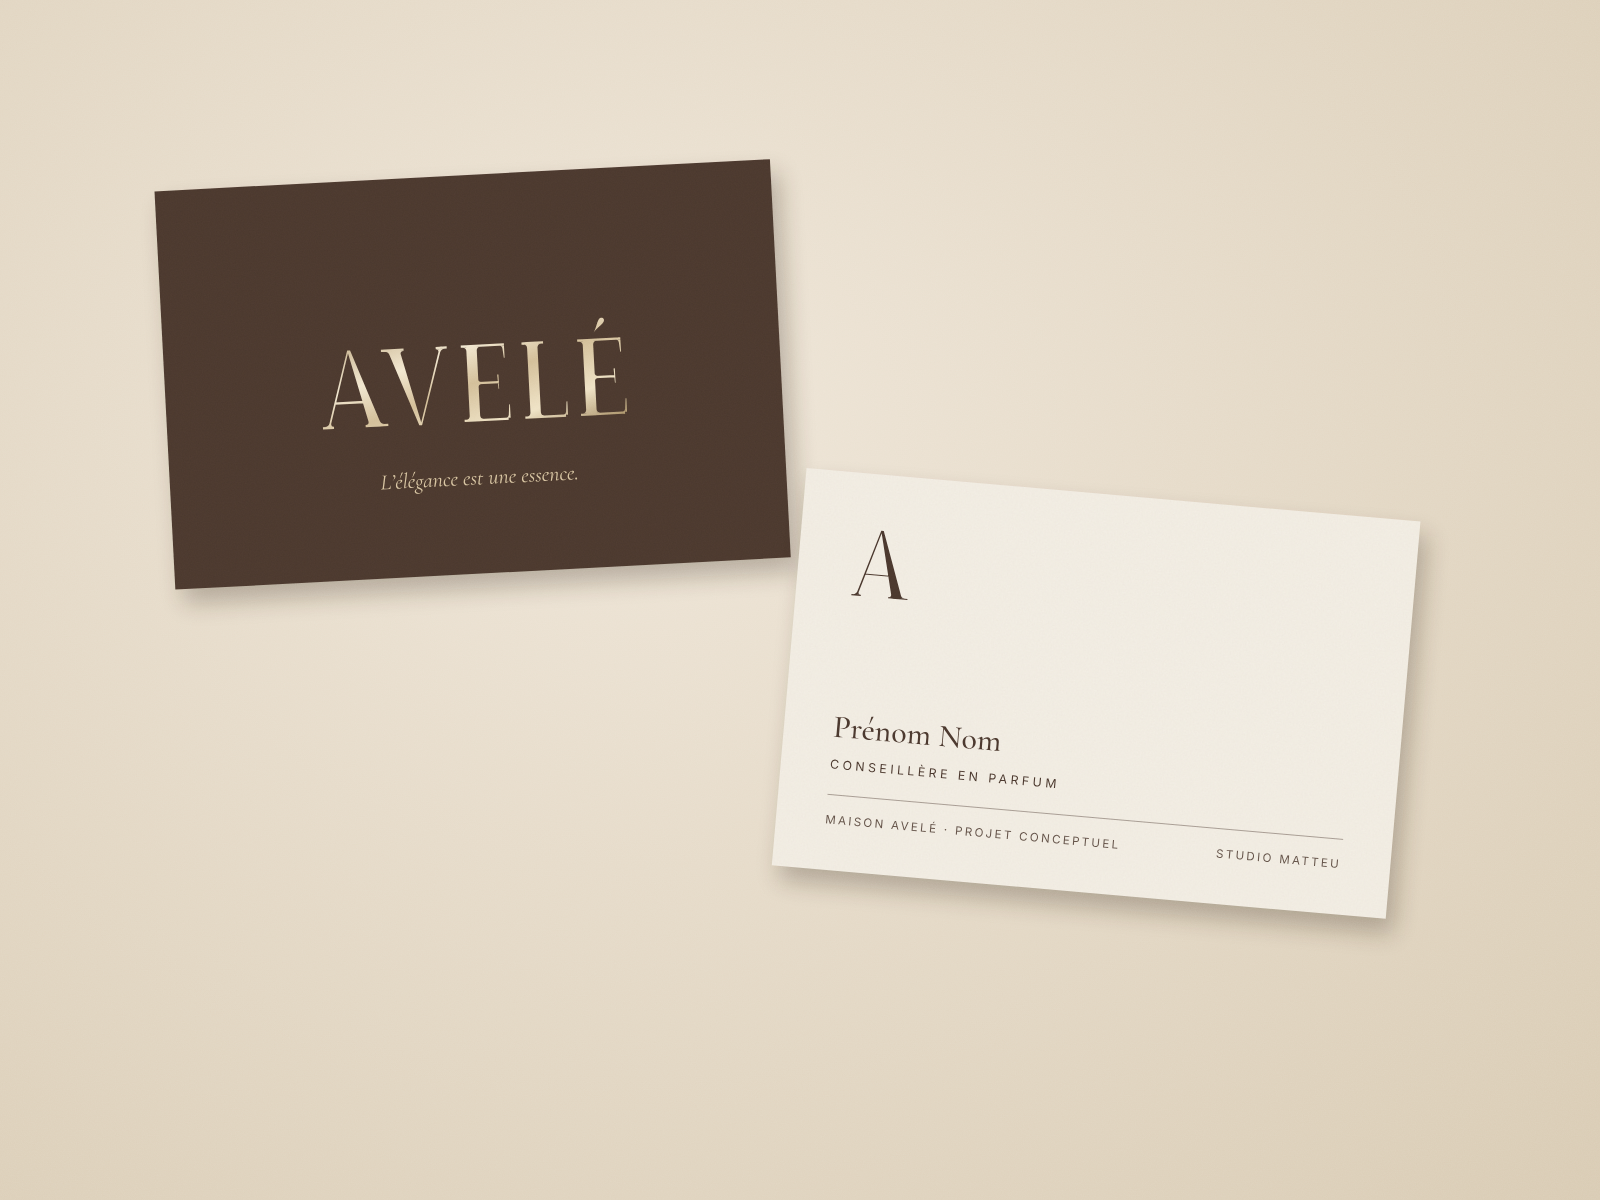 AVELÉ
L’élégance est une essence.
A
Prénom Nom
CONSEILLÈRE EN PARFUM
MAISON AVELÉ · PROJET CONCEPTUEL
STUDIO MATTEU